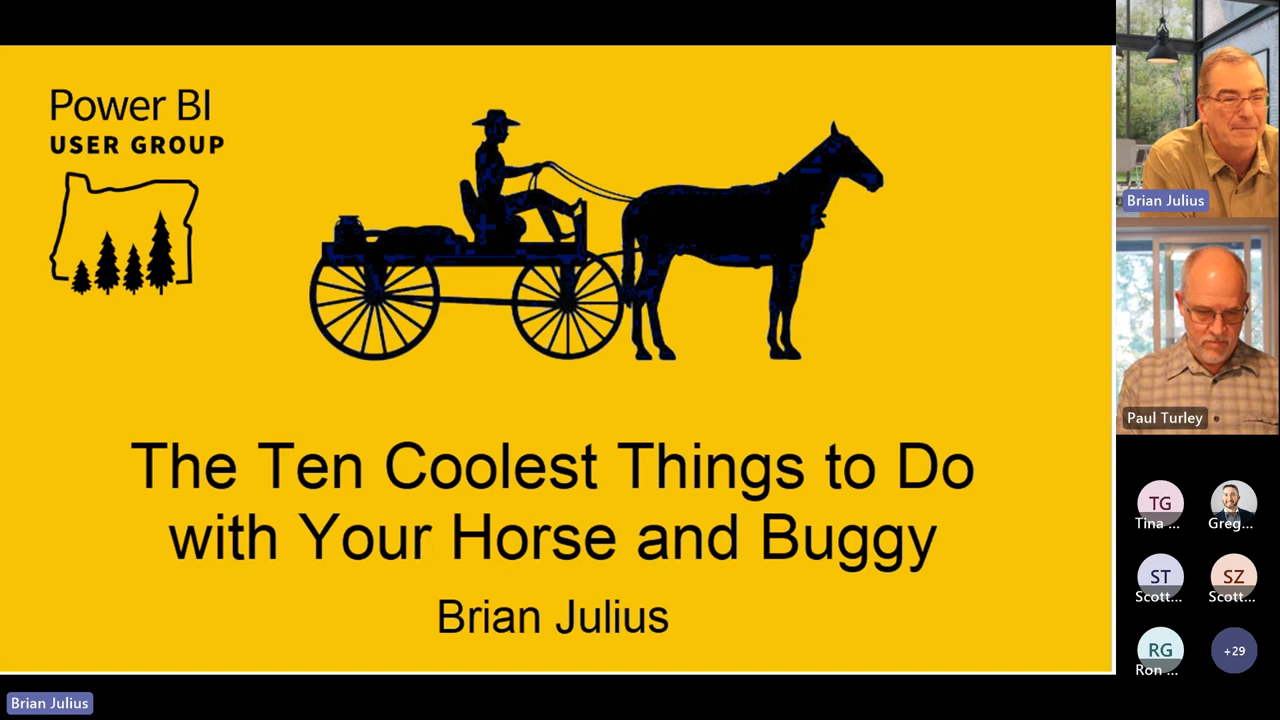 Power BI
USER GROUP
The Ten Coolest Things to Do
with Your Horse and Buggy
Brian Julius
Brian Julius
Paul Turley
TG
Tina ...
Greg...
ST
Scott...
SZ
Scott...
RG
Ron ...
+29
Brian Julius